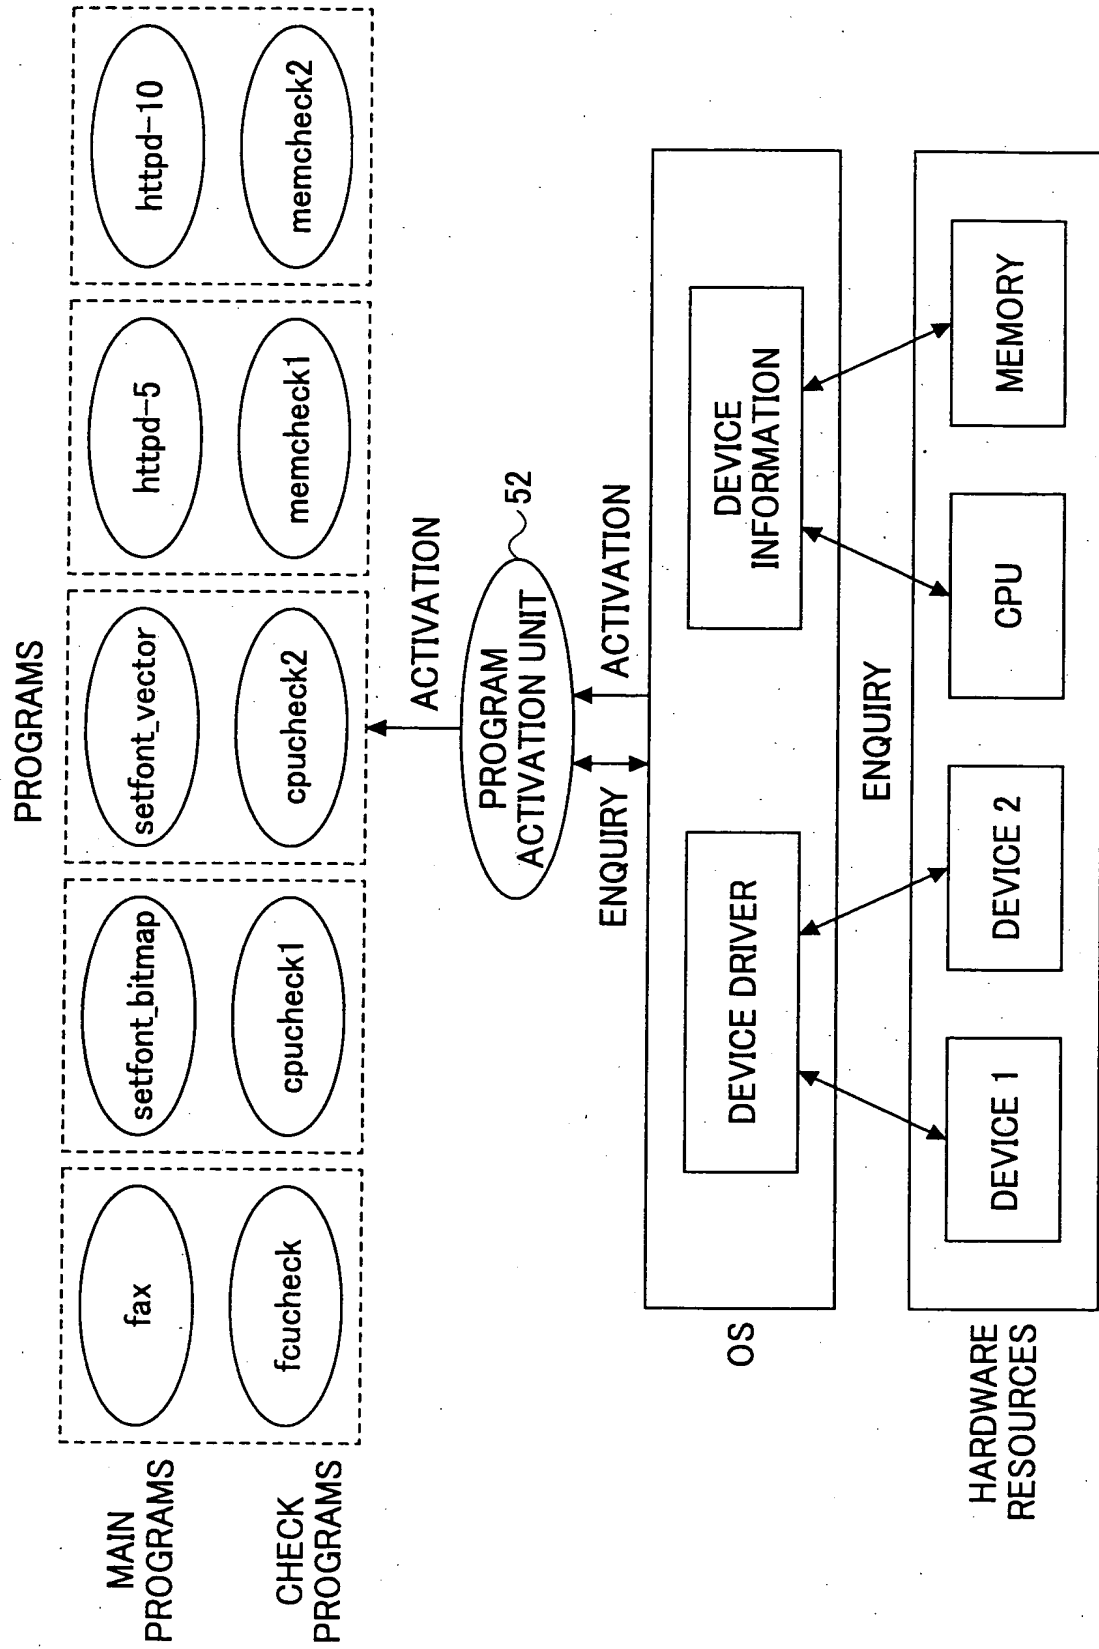 PROGRAMS
MAIN
PROGRAMS
fax
setfont_bitmap
setfont_vector
httpd-5
httpd-10
CHECK
PROGRAMS
fcucheck
cpucheck1
cpucheck2
memcheck1
memcheck2
ACTIVATION
PROGRAM
ACTIVATION UNIT
52
ENQUIRY
ACTIVATION
OS
DEVICE DRIVER
DEVICE
INFORMATION
ENQUIRY
HARDWARE
RESOURCES
DEVICE 1
DEVICE 2
CPU
MEMORY